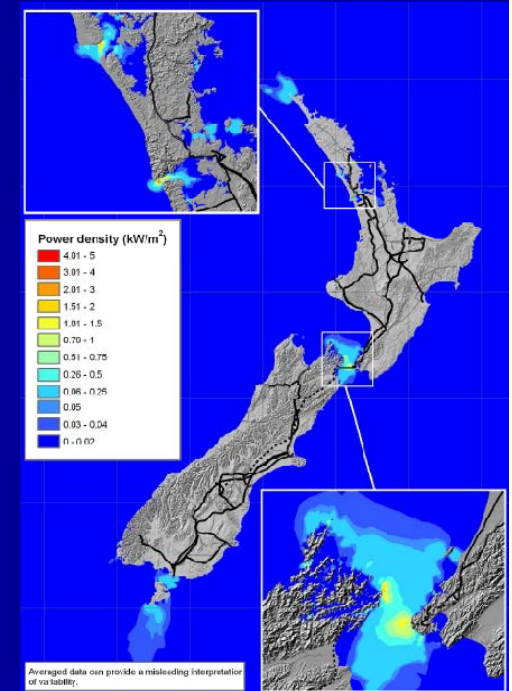 Power density (kW/m²)
4.01 - 5
3.01 - 4
2.01 - 3
1.51 - 2
1.01 - 1.5
0.76 - 1
0.51 - 0.75
0.26 - 0.5
0.06 - 0.25
0.05
0.03 - 0.04
0 - 0.02
Averaged data can provide a misleading interpretation
of variability.